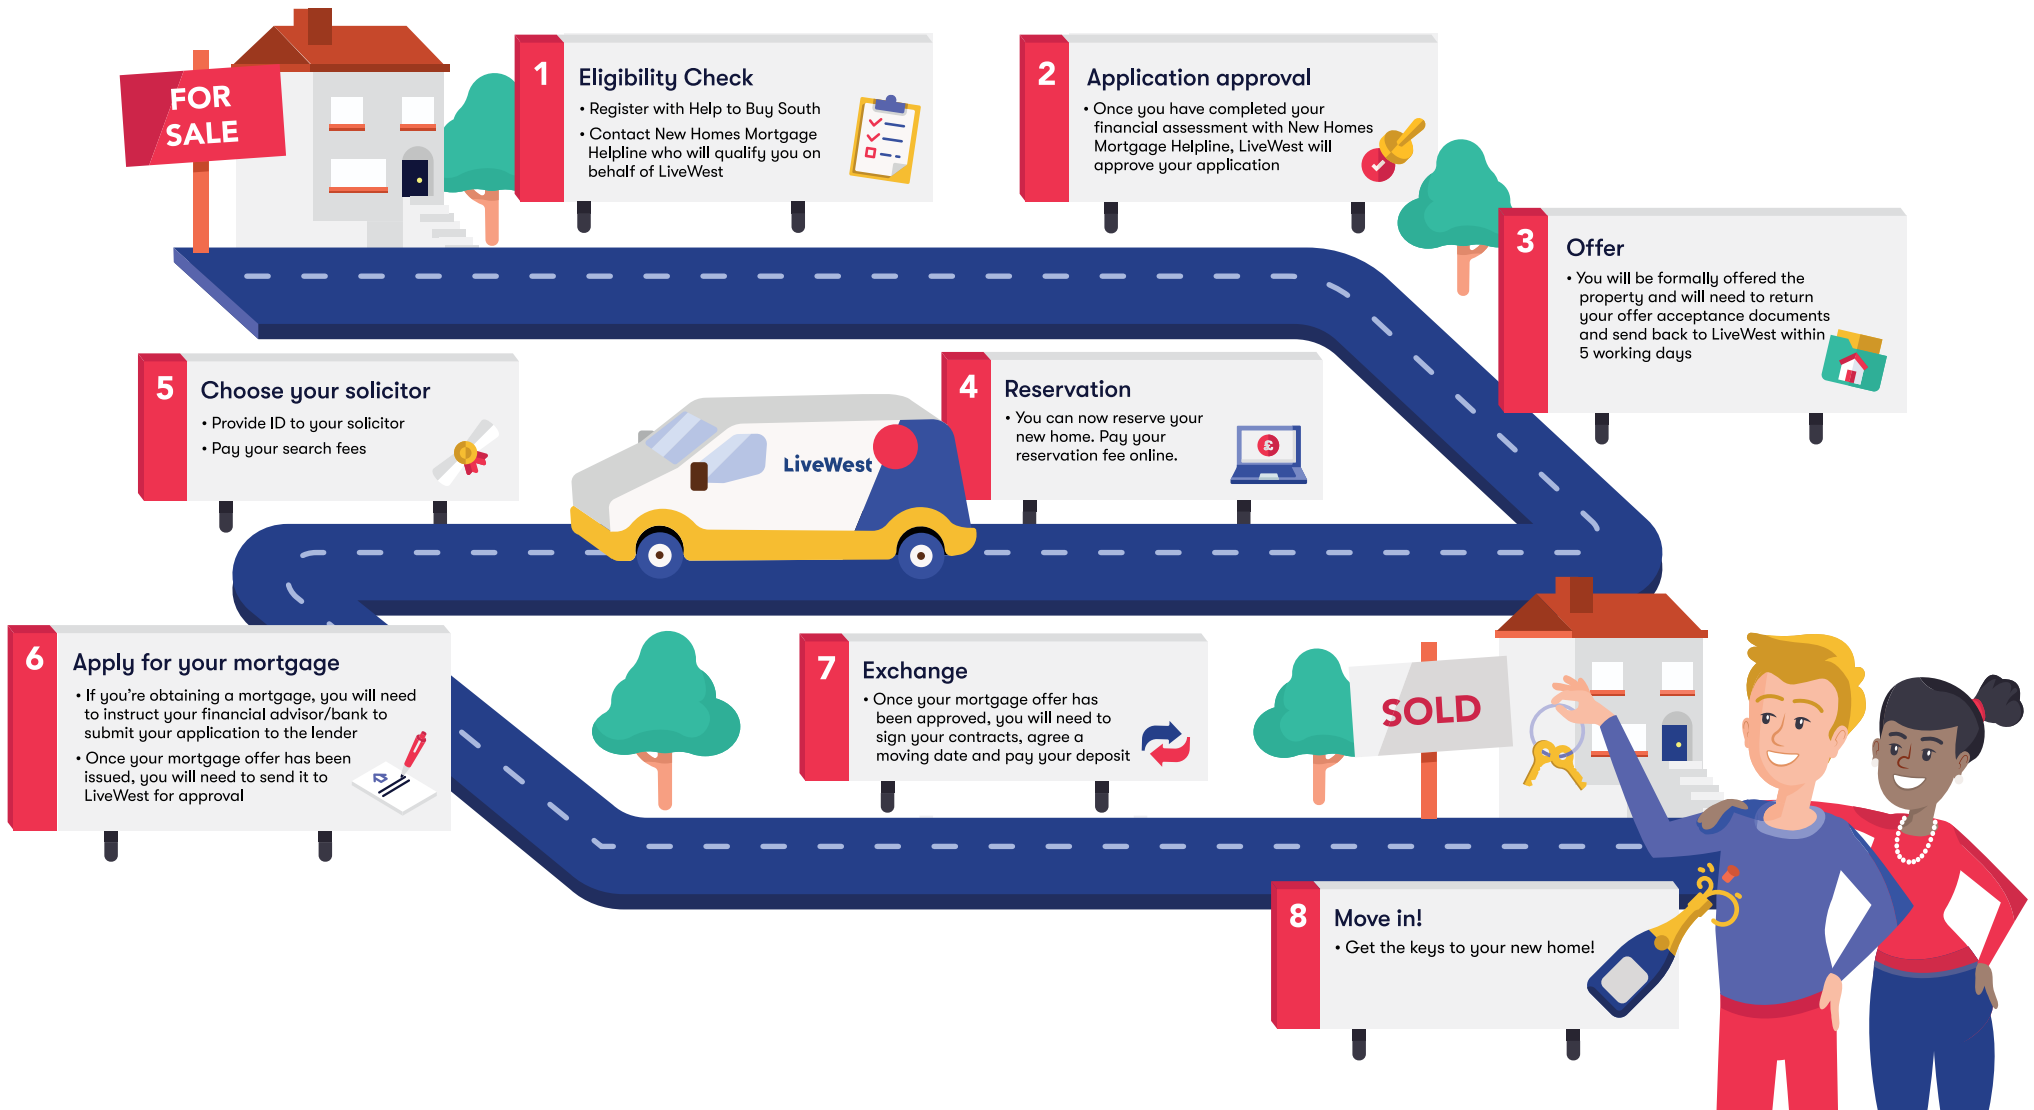 FOR
SALE
1
Eligibility Check
• Register with Help to Buy South
• Contact New Homes Mortgage
Helpline who will qualify you on
behalf of LiveWest
2
Application approval
• Once you have completed your
financial assessment with New Homes
Mortgage Helpline, LiveWest will
approve your application
3
Offer
• You will be formally offered the
property and will need to return
your offer acceptance documents
and send back to LiveWest within
5 working days
4
Reservation
• You can now reserve your
new home. Pay your
reservation fee online.
£
LiveWest
5
Choose your solicitor
• Provide ID to your solicitor
• Pay your search fees
6
Apply for your mortgage
• If you're obtaining a mortgage, you will need
to instruct your financial advisor/bank to
submit your application to the lender
• Once your mortgage offer has been
issued, you will need to send it to
LiveWest for approval
7
Exchange
• Once your mortgage offer has
been approved, you will need to
sign your contracts, agree a
moving date and pay your deposit
SOLD
8
Move in!
• Get the keys to your new home!